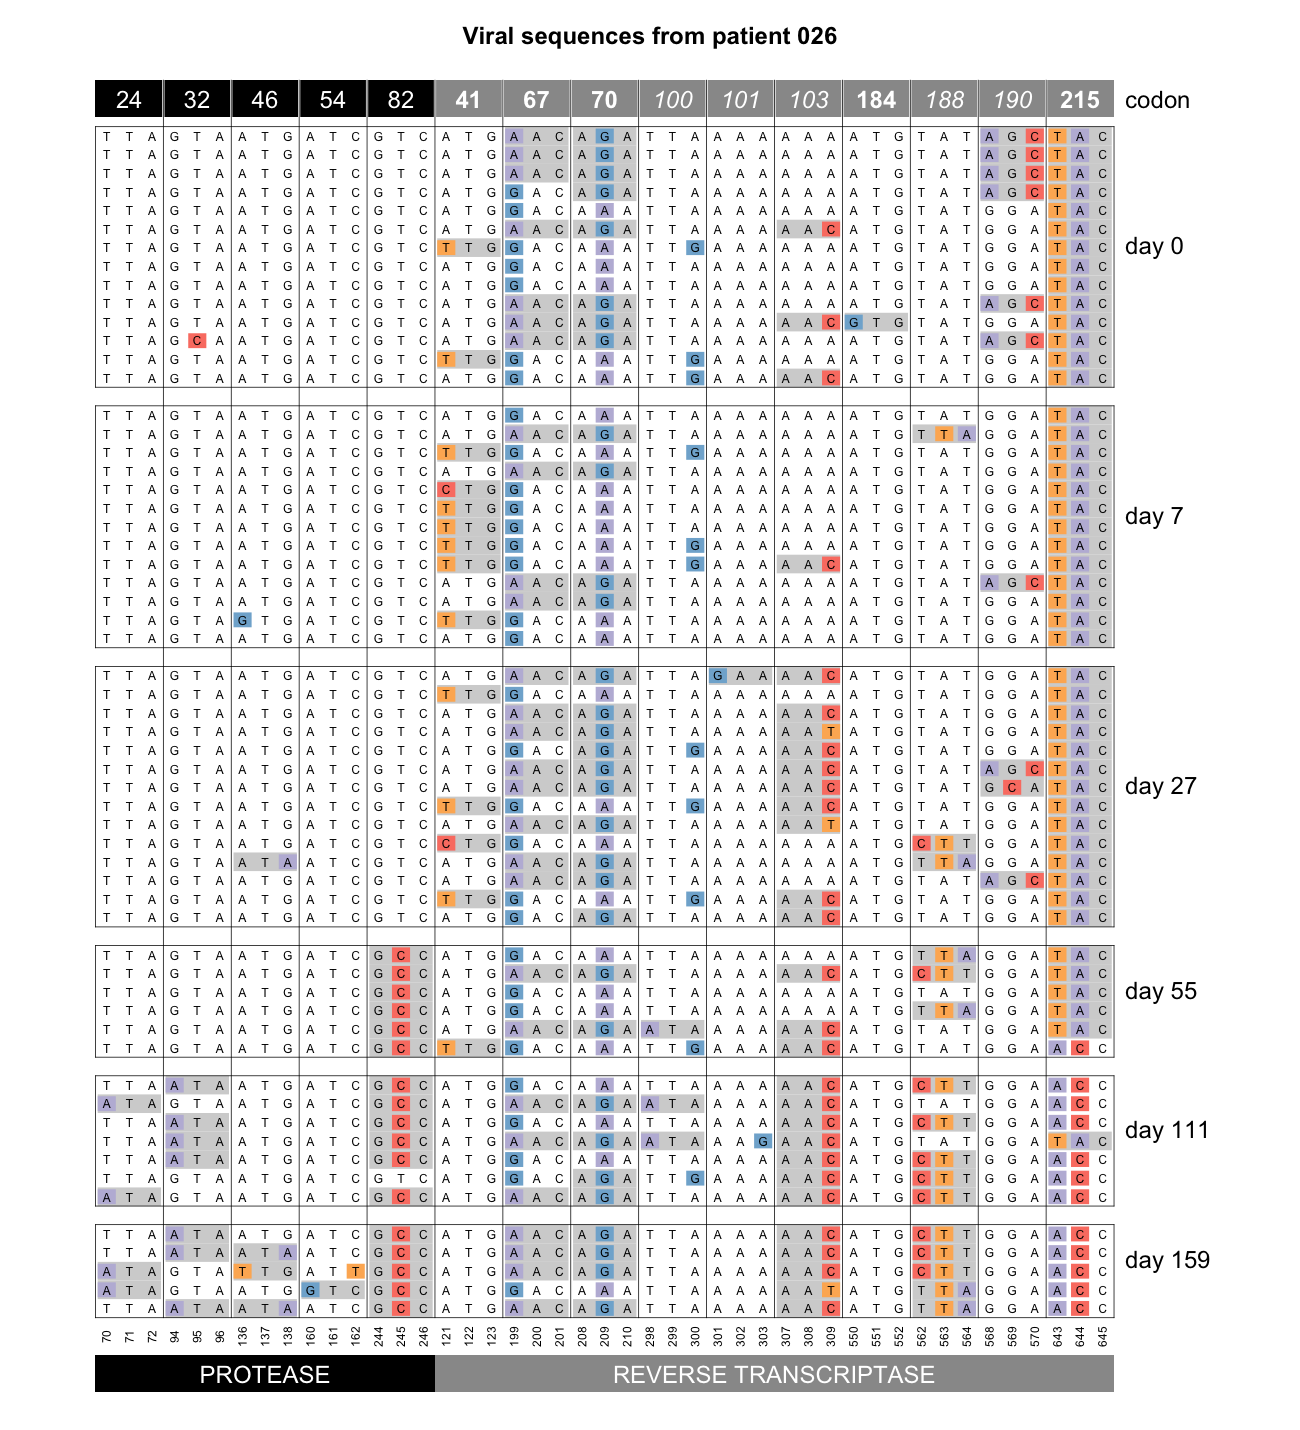 Viral sequences from patient 026
24 32 46 54 82 41 67 70 100 101 103 184 188 190 215 codon
T T A G T A A T G A T C G T C A T G A A C A G A T T A A A A A A A A T G T A T A G C T A C
T T A G T A A T G A T C G T C A T G A A C A G A T T A A A A A A A A T G T A T A G C T A C
T T A G T A A T G A T C G T C A T G A A C A G A T T A A A A A A A A T G T A T A G C T A C
T T A G T A A T G A T C G T C A T G G A C A G A T T A A A A A A A A T G T A T A G C T A C
T T A G T A A T G A T C G T C A T G G A C A A A T T A A A A A A A A T G T A T G G A T A C
T T A G T A A T G A T C G T C A T G A A C A G A T T A A A A A A C A T G T A T G G A T A C
T T A G T A A T G A T C G T C T T G G A C A A A T T G A A A A A A A T G T A T G G A T A C day 0
T T A G T A A T G A T C G T C A T G G A C A A A T T A A A A A A A A T G T A T G G A T A C
T T A G T A A T G A T C G T C A T G G A C A A A T T A A A A A A A A T G T A T G G A T A C
T T A G T A A T G A T C G T C A T G A A C A G A T T A A A A A A A A T G T A T A G C T A C
T T A G T A A T G A T C G T C A T G A A C A G A T T A A A A A A C G T G T A T G G A T A C
T T A G C A A T G A T C G T C A T G A A C A G A T T A A A A A A A A T G T A T A G C T A C
T T A G T A A T G A T C G T C T T G G A C A A A T T G A A A A A A A T G T A T G G A T A C
T T A G T A A T G A T C G T C A T G G A C A A A T T G A A A A A C A T G T A T G G A T A C
T T A G T A A T G A T C G T C A T G G A C A A A T T A A A A A A A A T G T A T G G A T A C
T T A G T A A T G A T C G T C A T G A A C A G A T T A A A A A A A A T G T T A G G A T A C
T T A G T A A T G A T C G T C T T G G A C A A A T T G A A A A A A A T G T A T G G A T A C
T T A G T A A T G A T C G T C A T G A A C A G A T T A A A A A A A A T G T A T G G A T A C
T T A G T A A T G A T C G T C C T G G A C A A A T T A A A A A A A A T G T A T G G A T A C
T T A G T A A T G A T C G T C T T G G A C A A A T T A A A A A A A A T G T A T G G A T A C day 7
T T A G T A A T G A T C G T C T T G G A C A A A T T A A A A A A A A T G T A T G G A T A C
T T A G T A A T G A T C G T C T T G G A C A A A T T G A A A A A A A T G T A T G G A T A C
T T A G T A A T G A T C G T C T T G G A C A A A T T G A A A A A C A T G T A T G G A T A C
T T A G T A A T G A T C G T C A T G A A C A G A T T A A A A A A A A T G T A T A G C T A C
T T A G T A A T G A T C G T C A T G A A C A G A T T A A A A A A A A T G T A T G G A T A C
T T A G T A G T G A T C G T C T T G G A C A A A T T A A A A A A A A T G T A T G G A T A C
T T A G T A A T G A T C G T C A T G G A C A A A T T A A A A A A A A T G T A T G G A T A C
T T A G T A A T G A T C G T C A T G A A C A G A T T A G A A A A C A T G T A T G G A T A C
T T A G T A A T G A T C G T C T T G G A C A A A T T A A A A A A A A T G T A T G G A T A C
T T A G T A A T G A T C G T C A T G A A C A G A T T A A A A A A C A T G T A T G G A T A C
T T A G T A A T G A T C G T C A T G A A C A G A T T A A A A A A T A T G T A T G G A T A C
T T A G T A A T G A T C G T C A T G G A C A G A T T G A A A A A C A T G T A T G G A T A C
T T A G T A A T G A T C G T C A T G A A C A G A T T A A A A A A C A T G T A T A G C T A C
T T A G T A A T G A T C G T C A T G A A C A G A T T A A A A A A C A T G T A T G C A T A C day 27
T T A G T A A T G A T C G T C T T G G A C A A A T T G A A A A A C A T G T A T G G A T A C
T T A G T A A T G A T C G T C A T G A A C A G A T T A A A A A A T A T G T A T G G A T A C
T T A G T A A T G A T C G T C C T G G A C A A A T T A A A A A A A A T G C T T G G A T A C
T T A G T A A T A A T C G T C A T G A A C A G A T T A A A A A A A A T G T T A G G A T A C
T T A G T A A T G A T C G T C A T G A A C A G A T T A A A A A A A A T G T A T A G C T A C
T T A G T A A T G A T C G T C T T G G A C A A A T T G A A A A A C A T G T A T G G A T A C
T T A G T A A T G A T C G T C A T G G A C A G A T T A A A A A A C A T G T A T G G A T A C
T T A G T A A T G A T C G C C A T G G A C A A A T T A A A A A A A A T G T T A G G A T A C
T T A G T A A T G A T C G C C A T G A A C A G A T T A A A A A A C A T G C T T G G A T A C
T T A G T A A T G A T C G C C A T G G A C A A A T T A A A A A A A A T G T A T G G A T A C day 55
T T A G T A A T G A T C G C C A T G G A C A A A T T A A A A A A A A T G T T A G G A T A C
T T A G T A A T G A T C G C C A T G A A C A G A A T A A A A A A C A T G T A T G G A T A C
T T A G T A A T G A T C G C C T T G G A C A A A T T G A A A A A C A T G T A T G G A A C C
T T A A T A A T G A T C G C C A T G G A C A A A T T A A A A A A C A T G C T T G G A A C C
A T A G T A A T G A T C G C C A T G A A C A G A A T A A A A A A C A T G T A T G G A A C C
T T A A T A A T G A T C G C C A T G G A C A A A T T A A A A A A C A T G C T T G G A A C C
T T A A T A A T G A T C G C C A T G A A C A G A A T A A A G A A C A T G T A T G G A T A C day 111
T T A A T A A T G A T C G C C A T G G A C A A A T T A A A A A A C A T G C T T G G A A C C
T T A G T A A T G A T C G T C A T G G A C A G A T T G A A A A A C A T G C T T G G A A C C
A T A G T A A T G A T C G C C A T G A A C A G A T T A A A A A A C A T G C T T G G A A C C
T T A A T A A T G A T C G C C A T G A A C A G A T T A A A A A A C A T G C T T G G A A C C
T T A A T A A T A A T C G C C A T G A A C A G A T T A A A A A A C A T G C T T G G A A C C
A T A G T A T T G A T T G C C A T G A A C A G A T T A A A A A A C A T G C T T G G A A C C day 159
A T A G T A A T G G T C G C C A T G G A C A A A T T A A A A A A T A T G T T A G G A A C C
T T A A T A A T A A T C G C C A T G A A C A G A T T A A A A A A C A T G T T A G G A A C C
70 71 72 94 95 96 136 137 138 160 161 162 244 245 246 121 122 123 199 200 201 208 209 210 298 299 300 301 302 303 307 308 309 550 551 552 562 563 564 568 569 570 643 644 645
PROTEASE REVERSE TRANSCRIPTASE